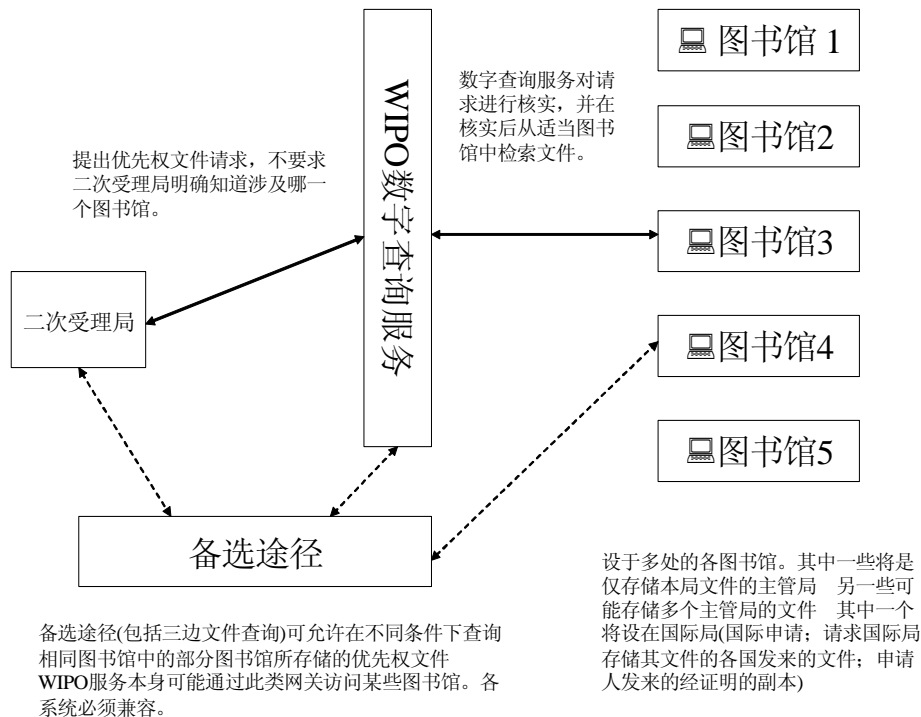 图书馆 1
数字查询服务对请
求进行核实，并在
核实后从适当图书
馆中检索文件。
WIPO数字查询服务
图书馆2
提出优先权文件请求，不要求
二次受理局明确知道涉及哪一
个图书馆。
图书馆3
二次受理局
图书馆4
图书馆5
备选途径
设于多处的各图书馆。其中一些将是
仅存储本局文件的主管局 另一些可
能存储多个主管局的文件 其中一个
将设在国际局(国际申请；请求国际局
存储其文件的各国发来的文件；申请
人发来的经证明的副本)
备选途径(包括三边文件查询)可允许在不同条件下查询
相同图书馆中的部分图书馆所存储的优先权文件
WIPO服务本身可能通过此类网关访问某些图书馆。各
系统必须兼容。